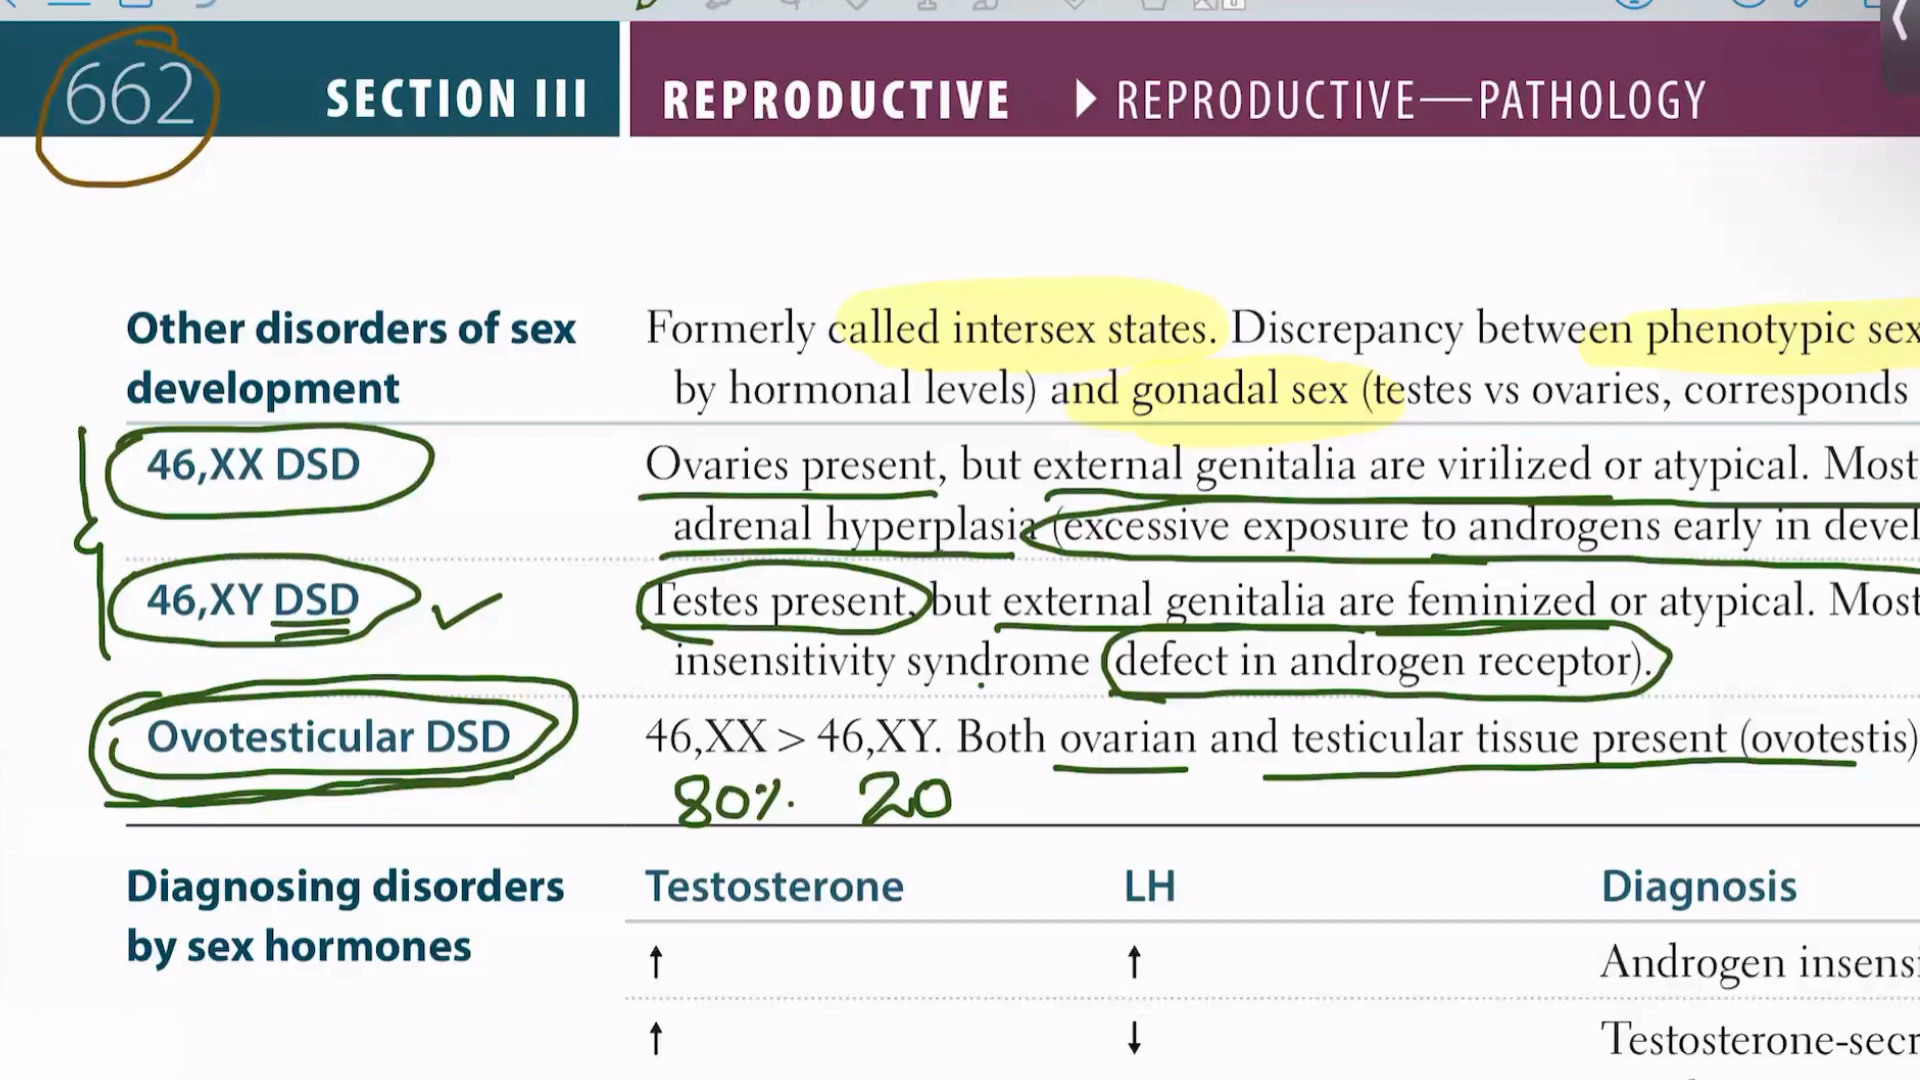 662 SECTION III REPRODUCTIVE ▶ REPRODUCTIVE—PATHOLOGY
Other disorders of sex
development
Formerly called intersex states. Discrepancy between phenotypic sex
by hormonal levels) and gonadal sex (testes vs ovaries, corresponds
46,XX DSD
Ovaries present, but external genitalia are virilized or atypical. Most
adrenal hyperplasia (excessive exposure to androgens early in devel
46,XY DSD
Testes present, but external genitalia are feminized or atypical. Most
insensitivity syndrome (defect in androgen receptor).
Ovotesticular DSD
46,XX > 46,XY. Both ovarian and testicular tissue present (ovotestis)
80% 20
Diagnosing disorders
by sex hormones
Testosterone LH Diagnosis
↑ ↑ Androgen insensi
↑ ↓ Testosterone-secr